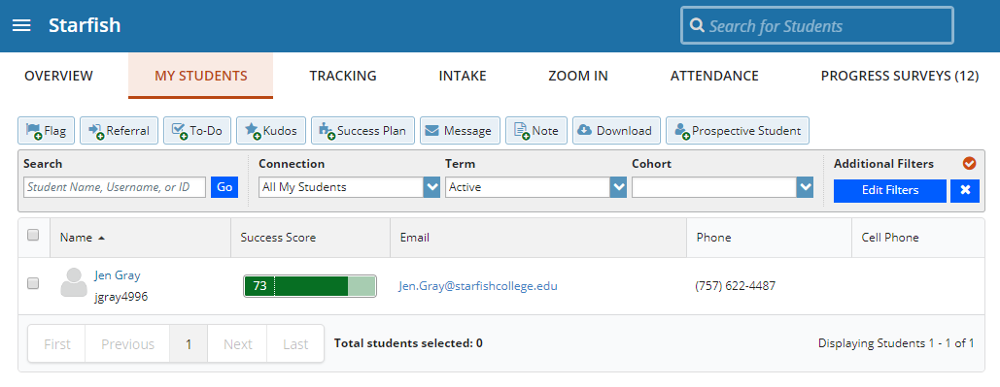 Starfish
Search for Students
OVERVIEW MY STUDENTS TRACKING INTAKE ZOOM IN ATTENDANCE PROGRESS SURVEYS (12)
Flag Referral To-Do Kudos Success Plan Message Note Download Prospective Student
Search Connection Term Cohort Additional Filters
Student Name, Username, or ID Go All My Students Active Edit Filters
Name Success Score Email Phone Cell Phone
Jen Gray
jgray4996
73 Jen.Gray@starfishcollege.edu (757) 622-4487
First Previous 1 Next Last Total students selected: 0 Displaying Students 1 - 1 of 1